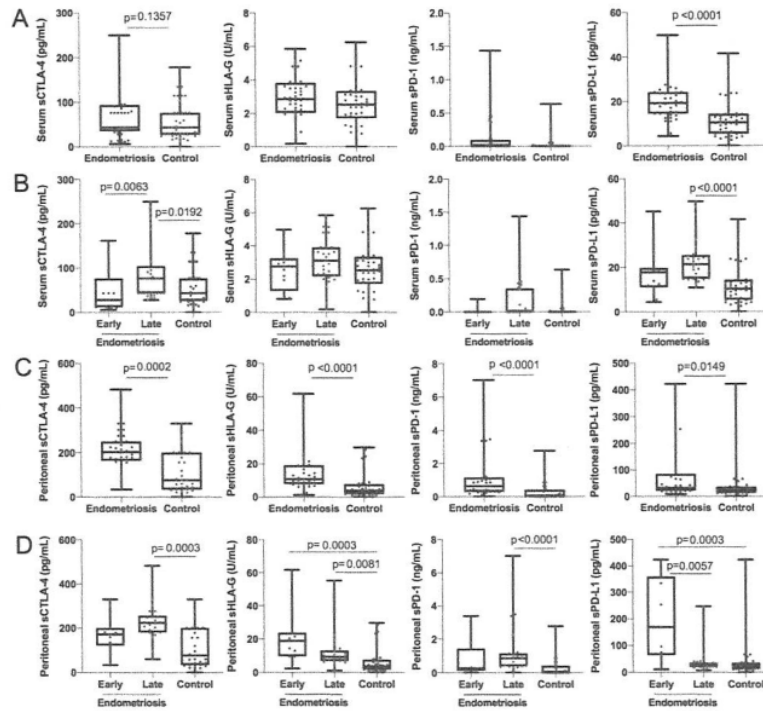 A
p=0.1357
Serum sCTLA-4 (pg/mL)
300
200
100
0
Endometriosis Control
Serum sHLA-G (U/mL)
8
6
4
2
0
Endometriosis Control
Serum sPD-1 (ng/mL)
2.0
1.5
1.0
0.5
0.0
Endometriosis Control
p <0.0001
Serum sPD-L1 (pg/mL)
60
40
20
0
Endometriosis Control
B
p=0.0063
p=0.0192
Serum sCTLA-4 (pg/mL)
300
200
100
0
Early Late Control
Endometriosis
Serum sHLA-G (U/mL)
8
6
4
2
0
Early Late Control
Endometriosis
Serum sPD-1 (ng/mL)
2.0
1.5
1.0
0.5
0.0
Early Late Control
Endometriosis
p<0.0001
Serum sPD-L1 (pg/mL)
60
40
20
0
Early Late Control
Endometriosis
C
p=0.0002
Peritoneal sCTLA-4 (pg/mL)
600
400
200
0
Endometriosis Control
p <0.0001
Peritoneal sHLA-G (U/mL)
80
60
40
20
0
Endometriosis Control
p <0.0001
Peritoneal sPD-1 (ng/mL)
8
6
4
2
0
Endometriosis Control
p=0.0149
Peritoneal sPD-L1 (pg/mL)
500
400
300
200
100
50
0
Endometriosis Control
D
p=0.0003
Peritoneal sCTLA-4 (pg/mL)
600
400
200
0
Early Late Control
Endometriosis
p=0.0003
p=0.0081
Peritoneal sHLA-G (U/mL)
80
60
40
20
0
Early Late Control
Endometriosis
p<0.0001
Peritoneal sPD-1 (ng/mL)
8
6
4
2
0
Early Late Control
Endometriosis
p=0.0003
p=0.0057
Peritoneal sPD-L1 (pg/mL)
500
400
300
200
100
50
0
Early Late Control
Endometriosis